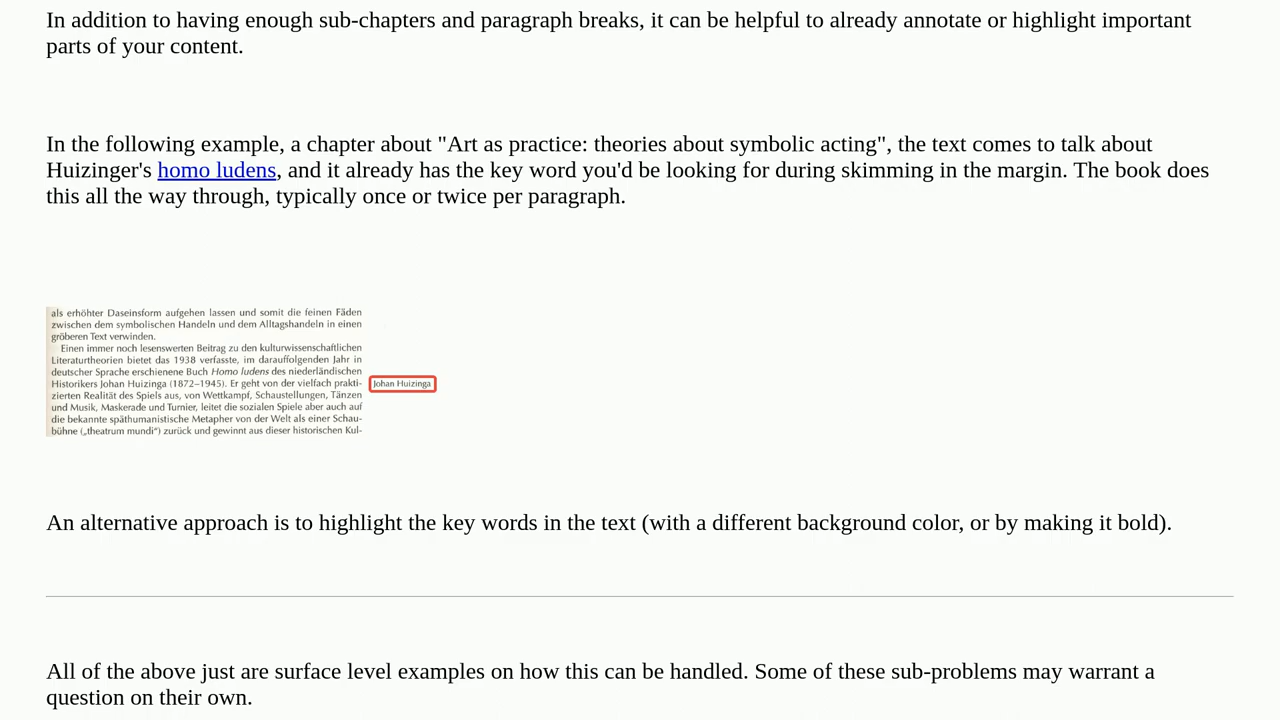 In addition to having enough sub-chapters and paragraph breaks, it can be helpful to already annotate or highlight important
parts of your content.
In the following example, a chapter about "Art as practice: theories about symbolic acting", the text comes to talk about
Huizinger's homo ludens, and it already has the key word you'd be looking for during skimming in the margin. The book does
this all the way through, typically once or twice per paragraph.
als erhöhter Daseinsform aufgehen lassen und somit die feinen Fäden
zwischen dem symbolischen Handeln und dem Alltagshandeln in einen
gröberen Text verwinden.
Einen immer noch lesenswerten Beitrag zu den kulturwissenschaftlichen
Literaturtheorien bietet das 1938 verfasste, im darauffolgenden Jahr in
deutscher Sprache erschienene Buch Homo ludens des niederländischen
Historikers Johan Huizinga (1872–1945). Er geht von der vielfach prakti-
Johan Huizinga
zierten Realität des Spiels aus, von Wettkampf, Schaustellungen, Tänzen
und Musik, Maskerade und Turnier, leitet die sozialen Spiele aber auch auf
die bekannte späthumanistische Metapher von der Welt als einer Schau-
bühne („theatrum mundi“) zurück und gewinnt aus dieser historischen Kul-
An alternative approach is to highlight the key words in the text (with a different background color, or by making it bold).
All of the above just are surface level examples on how this can be handled. Some of these sub-problems may warrant a
question on their own.